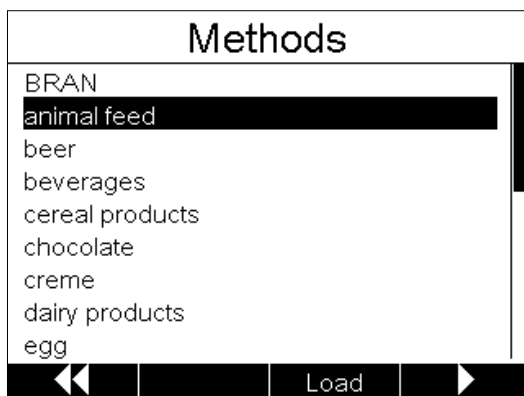 Methods
BRAN
animal feed
beer
beverages
cereal products
chocolate
creme
dairy products
egg
Load